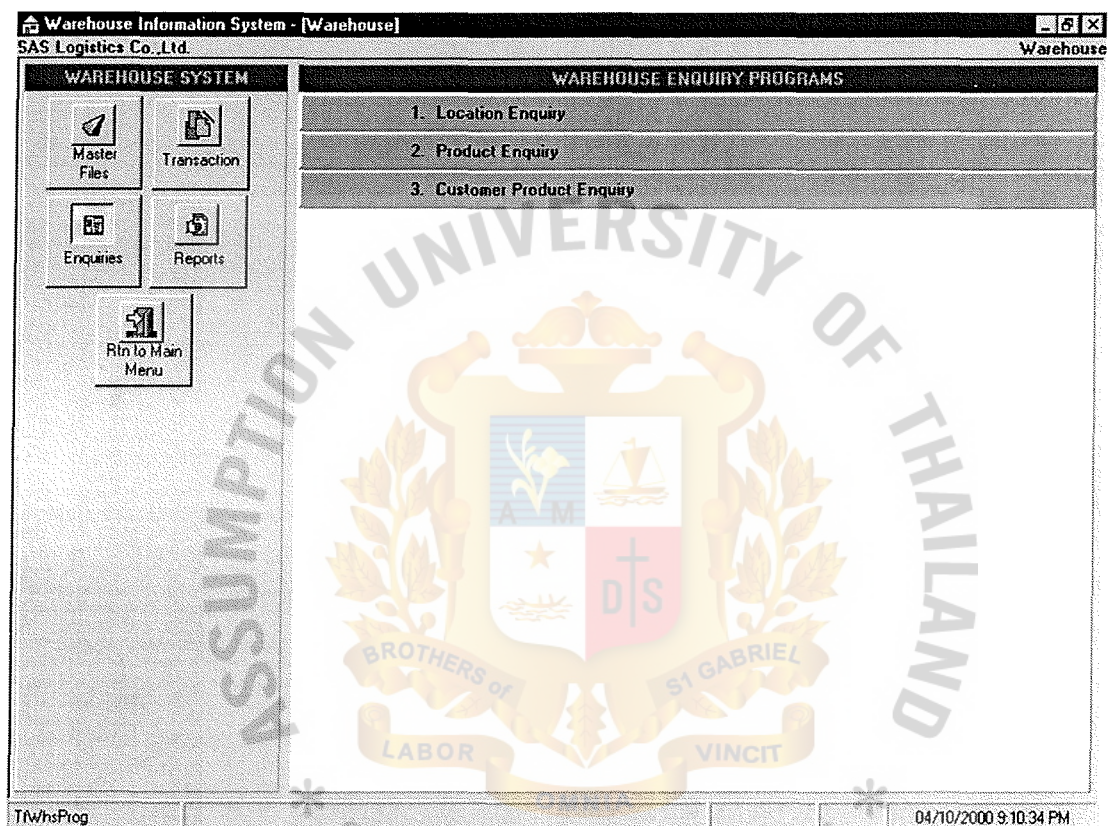 Warehouse Information System - [Warehouse]
SAS Logistics Co.,Ltd.
Warehouse
WAREHOUSE SYSTEM
WAREHOUSE ENQUIRY PROGRAMS
Master Files
Transaction
Enquiries
Reports
Rtn to Main Menu
1. Location Enquiry
2. Product Enquiry
3. Customer Product Enquiry
ASSUMPTION UNIVERSITY OF THAILAND
A M
D S
BROTHERS of
S1 GABRIEL
LABOR
VINCIT
OMNIA
TfWhsProg
04/10/2000 9:10:34 PM